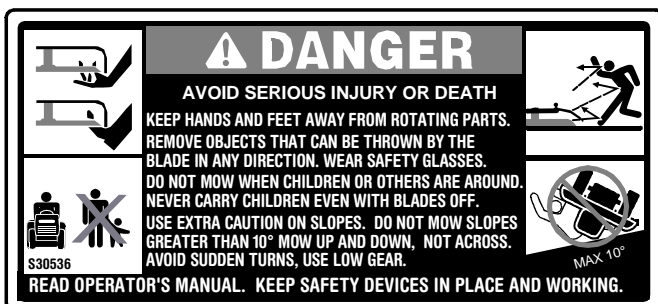 DANGER
AVOID SERIOUS INJURY OR DEATH
KEEP HANDS AND FEET AWAY FROM ROTATING PARTS.
REMOVE OBJECTS THAT CAN BE THROWN BY THE
BLADE IN ANY DIRECTION. WEAR SAFETY GLASSES.
DO NOT MOW WHEN CHILDREN OR OTHERS ARE AROUND.
NEVER CARRY CHILDREN EVEN WITH BLADES OFF.
USE EXTRA CAUTION ON SLOPES. DO NOT MOW SLOPES
GREATER THAN 10° MOW UP AND DOWN, NOT ACROSS.
AVOID SUDDEN TURNS, USE LOW GEAR.
S30536
MAX 10°
READ OPERATOR'S MANUAL. KEEP SAFETY DEVICES IN PLACE AND WORKING.